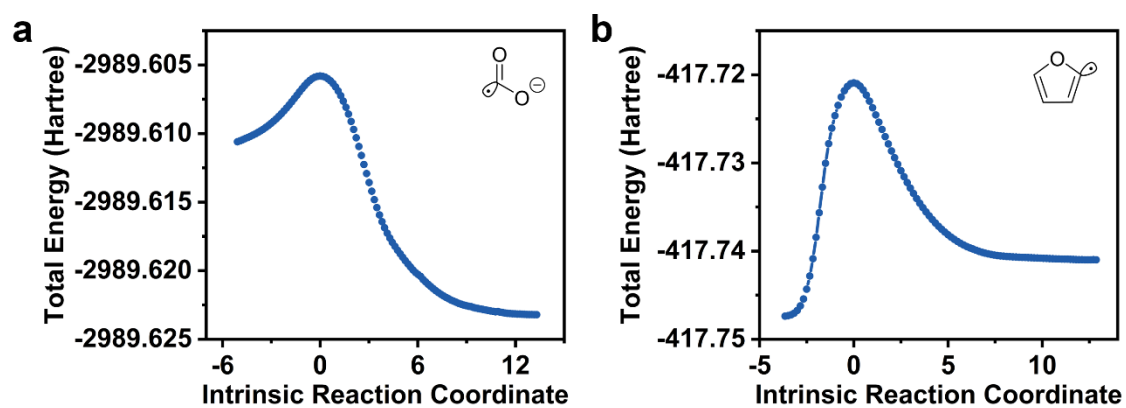 a
Total Energy (Hartree)
-2989.605
-2989.610
-2989.615
-2989.620
-2989.625
-6
0
6
12
Intrinsic Reaction Coordinate
O
O
−
b
Total Energy (Hartree)
-417.72
-417.73
-417.74
-417.75
-5
0
5
10
Intrinsic Reaction Coordinate
O